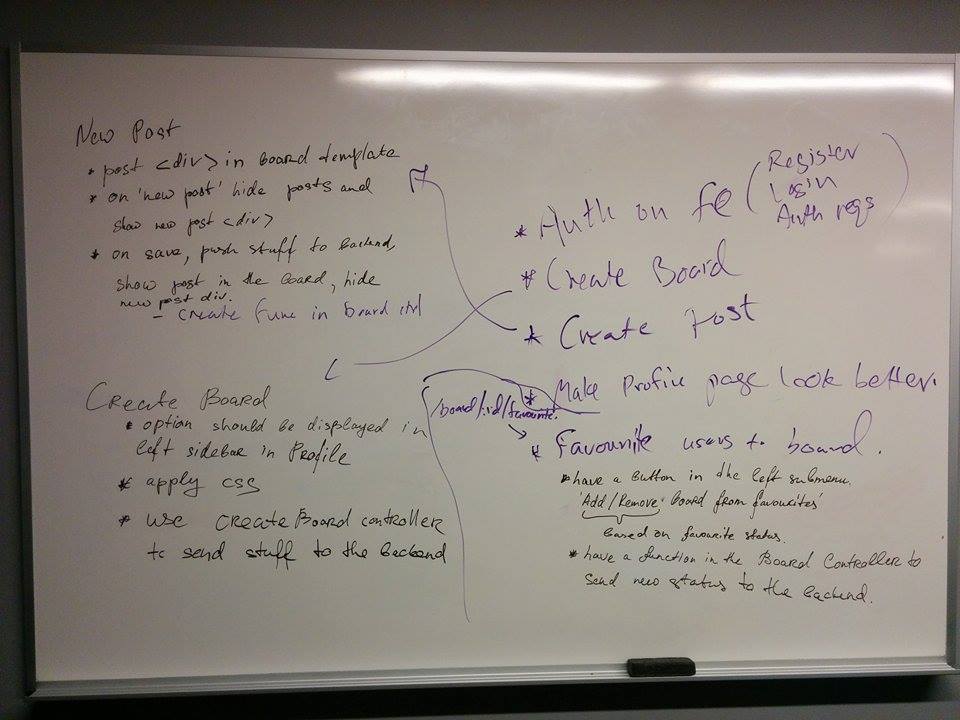 New Post
* post <div> in Board template
* on 'new post' hide posts and
show new post <div>
* on save, push stuff to backend,
show post in the board, hide
new post div.
- create func in board ctrl
Create Board
* option should be displayed in
left sidebar in Profile
* apply css
* use CreateBoard controller
to send stuff to the backend
* Auth on FE (Register
Login
Auth reqs)
* Create Board
* Create Post
* Make Profile page look better.
/board/:id/favourite.
* Favourite users to board.
* have a button in the left submenu.
'Add/Remove board from favourites'
based on favourite status.
* have a function in the Board Controller to
send new status to the backend.